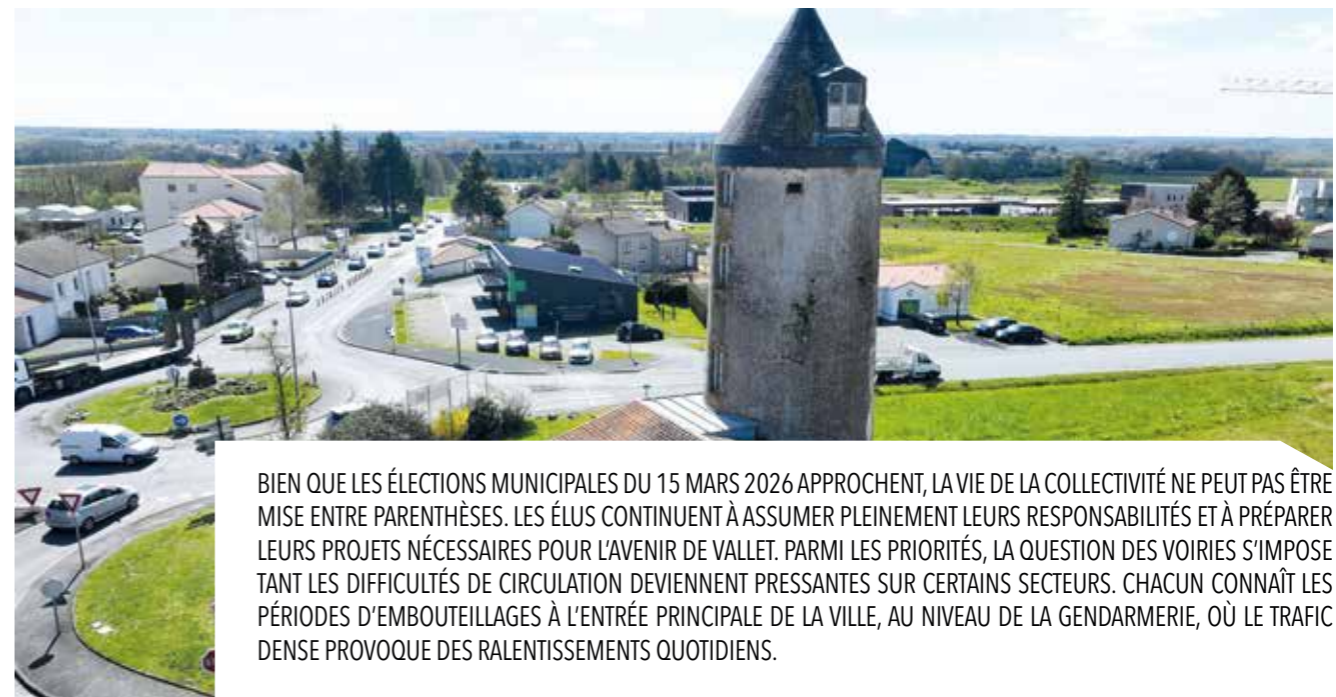 BIEN QUE LES ÉLECTIONS MUNICIPALES DU 15 MARS 2026 APPROCHENT, LA VIE DE LA COLLECTIVITÉ NE PEUT PAS ÊTRE
MISE ENTRE PARENTHÈSES. LES ÉLUS CONTINUENT À ASSUMER PLEINEMENT LEURS RESPONSABILITÉS ET À PRÉPARER
LEURS PROJETS NÉCESSAIRES POUR L'AVENIR DE VALLET. PARMI LES PRIORITÉS, LA QUESTION DES VOIRIES S'IMPOSE
TANT LES DIFFICULTÉS DE CIRCULATION DEVIENNENT PRESSANTES SUR CERTAINS SECTEURS. CHACUN CONNAÎT LES
PÉRIODES D'EMBOUTEILLAGES À L'ENTRÉE PRINCIPALE DE LA VILLE, AU NIVEAU DE LA GENDARMERIE, OÙ LE TRAFIC
DENSE PROVOQUE DES RALENTISSEMENTS QUOTIDIENS.